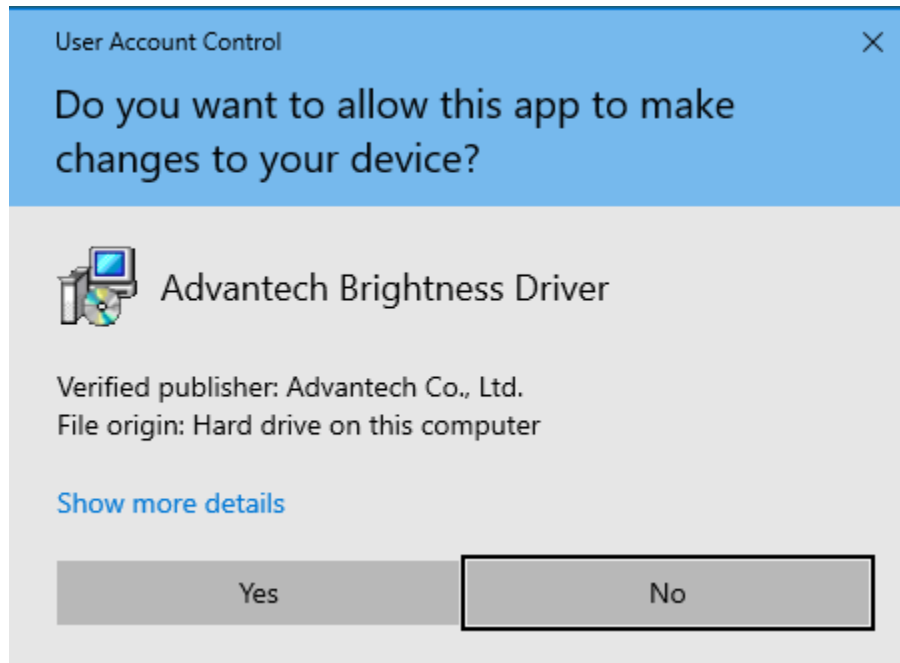 User Account Control
Do you want to allow this app to make
changes to your device?
Advantech Brightness Driver
Verified publisher: Advantech Co., Ltd.
File origin: Hard drive on this computer
Show more details
Yes
No